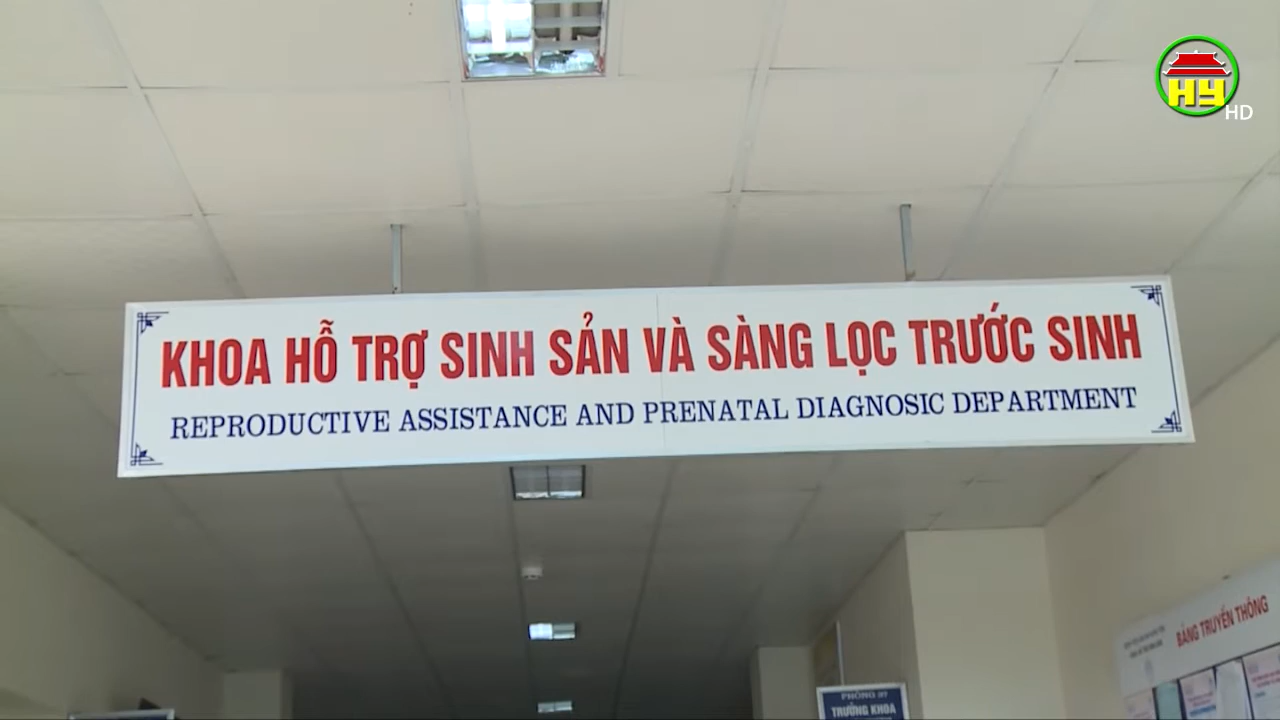 HY
HD
KHOA HỖ TRỢ SINH SẢN VÀ SÀNG LỌC TRƯỚC SINH
REPRODUCTIVE ASSISTANCE AND PRENATAL DIAGNOSIC DEPARTMENT
BẢNG TRUYỀN THÔNG
TRƯỞNG KHOA